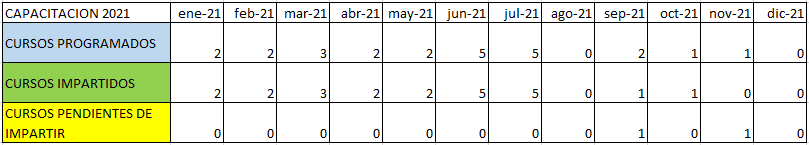 CAPACITACION 2021 ene-21 feb-21 mar-21 abr-21 may-21 jun-21 jul-21 ago-21 sep-21 oct-21 nov-21 dic-21
CURSOS PROGRAMADOS 2 2 3 2 2 5 5 0 2 1 1 0
CURSOS IMPARTIDOS 2 2 3 2 2 5 5 0 1 1 0 0
CURSOS PENDIENTES DE
IMPARTIR 0 0 0 0 0 0 0 0 1 0 1 0